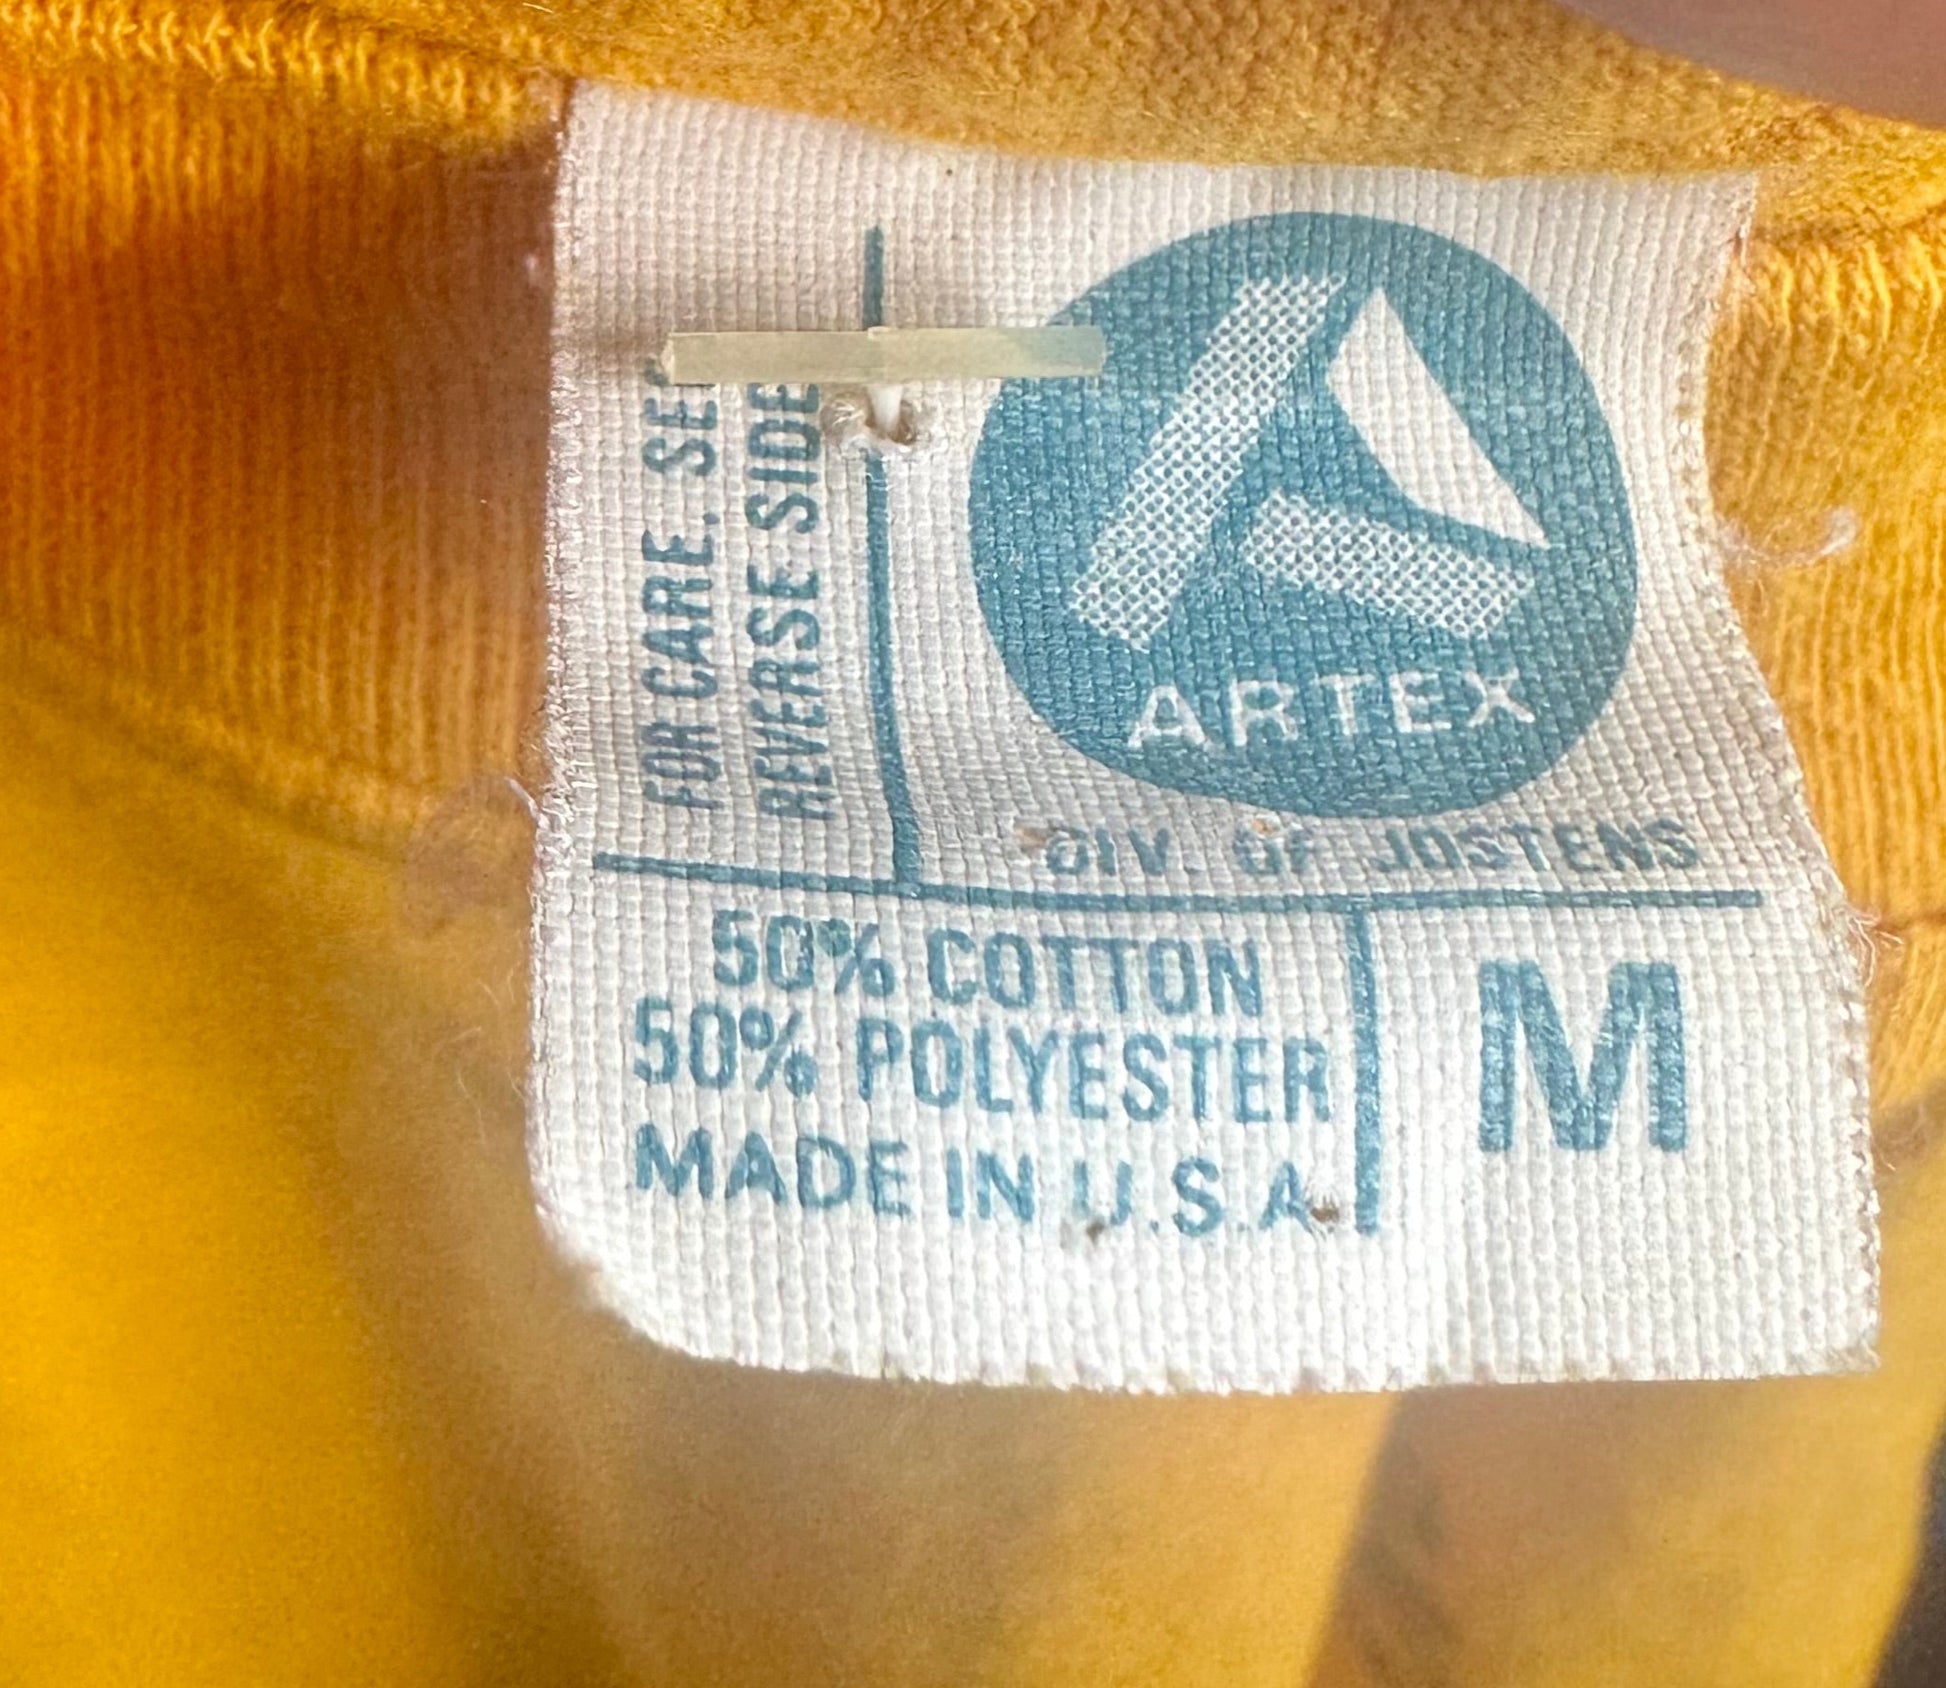 FOR CARE, SEE
REVERSE SIDE
ARTEX
DIV. OF JOSTENS
50% COTTON
50% POLYESTER
MADE IN U.S.A.
M